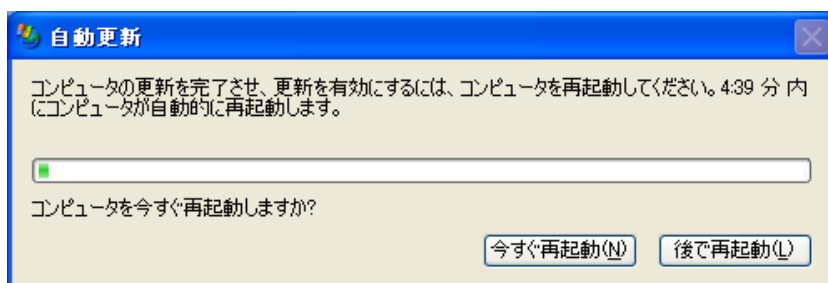 自動更新
コンピュータの更新を完了させ、更新を有効にするには、コンピュータを再起動してください。4:39 分 内
にコンピュータが自動的に再起動します。
コンピュータを今すぐ再起動しますか?
今すぐ再起動(N)
後で再起動(L)